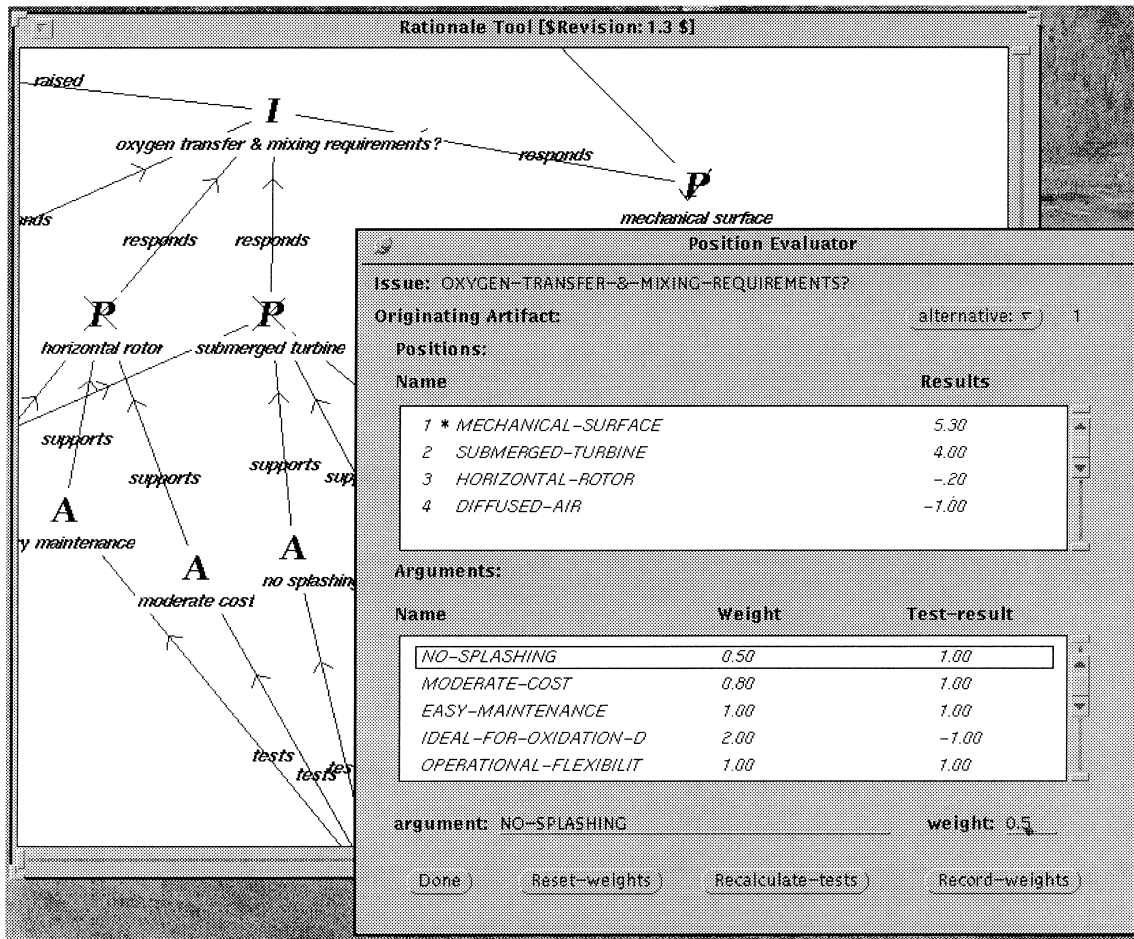 Rationale Tool [$Revision: 1.3 $]
raised
I
oxygen transfer & mixing requirements?
responds
P
mechanical surface
responds
responds
P
horizontal rotor
P
submerged turbine
supports
supports
supports
A
maintenance
A
moderate cost
A
no splashing
tests
tests
Position Evaluator
Issue: OXYGEN-TRANSFER-&-MIXING-REQUIREMENTS?
Originating Artifact: alternative: 1
Positions:
Name Results
1 * MECHANICAL-SURFACE 5.30
2 SUBMERGED-TURBINE 4.00
3 HORIZONTAL-ROTOR -.20
4 DIFFUSED-AIR -1.00
Arguments:
Name Weight Test-result
NO-SPLASHING 0.50 1.00
MODERATE-COST 0.80 1.00
EASY-MAINTENANCE 1.00 1.00
IDEAL-FOR-OXIDATION-D 2.00 -1.00
OPERATIONAL-FLEXIBILIT 1.00 1.00
argument: NO-SPLASHING weight: 0.5
Done Reset-weights Recalculate-tests Record-weights